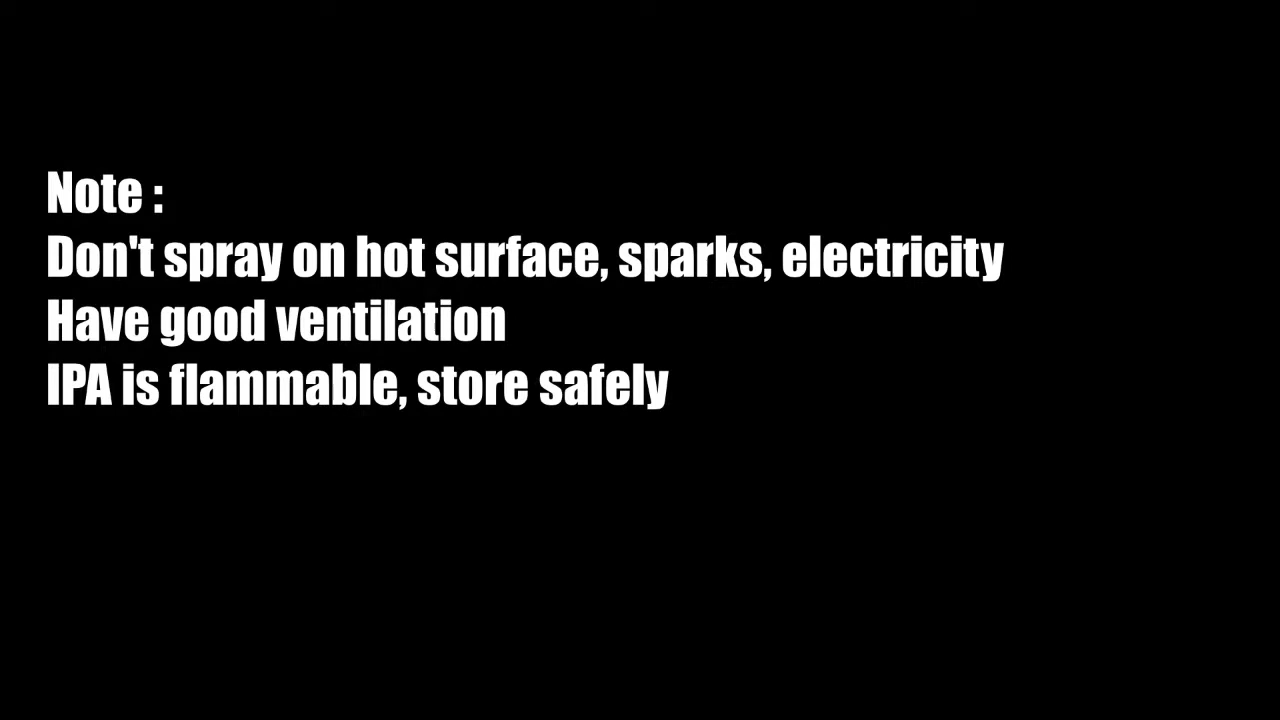 Note :
Don't spray on hot surface, sparks, electricity
Have good ventilation
IPA is flammable, store safely